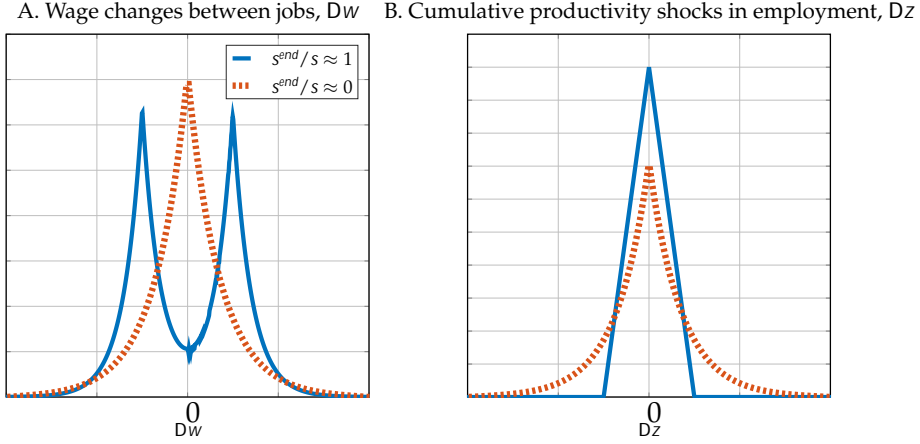 A. Wage changes between jobs, Dw
B. Cumulative productivity shocks in employment, Dz
s^end/s ≈ 1
s^end/s ≈ 0
0
Dw
0
Dz